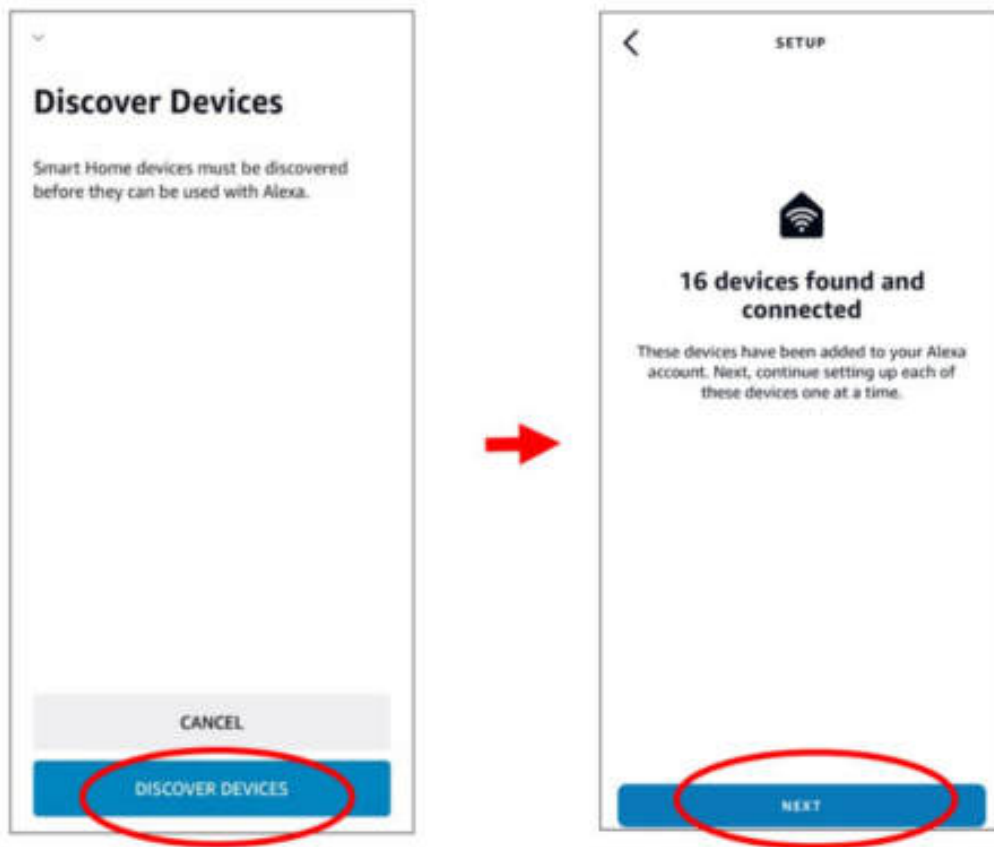 Discover Devices
Smart Home devices must be discovered
before they can be used with Alexa.
CANCEL
DISCOVER DEVICES
SETUP
16 devices found and
connected
These devices have been added to your Alexa
account. Next, continue setting up each of
these devices one at a time.
NEXT